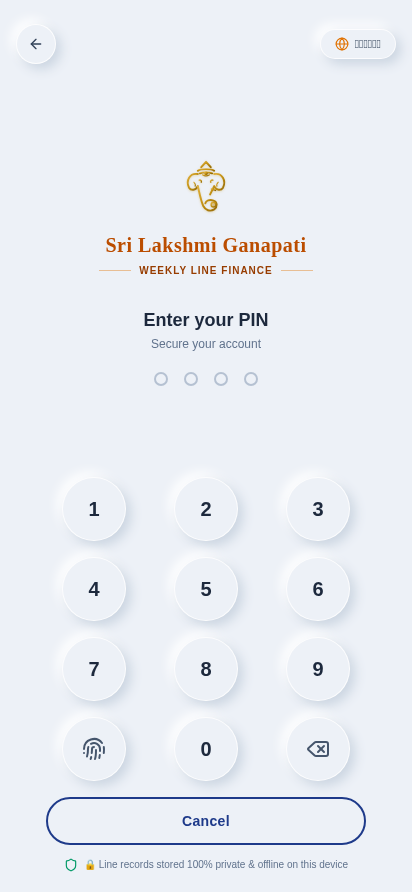 Sri Lakshmi Ganapati
WEEKLY LINE FINANCE
Enter your PIN
Secure your account
1 2 3
4 5 6
7 8 9
0
Cancel
🔒 Line records stored 100% private & offline on this device